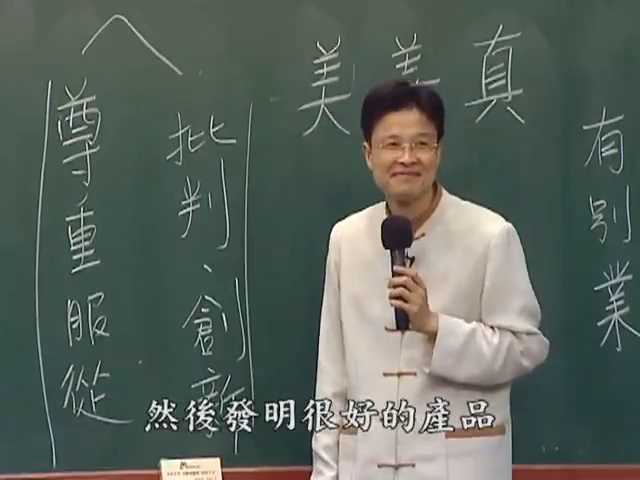 有別業
真善美
批判、創新
尊重服從
然後發明很好的產品